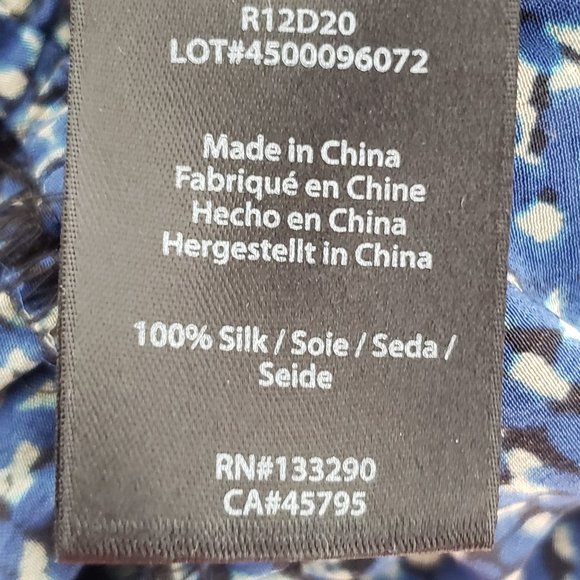 R12D20
LOT#4500096072
Made in China
Fabriqué en Chine
Hecho en China
Hergestellt in China
100% Silk / Soie / Seda /
Seide
RN#133290
CA#45795